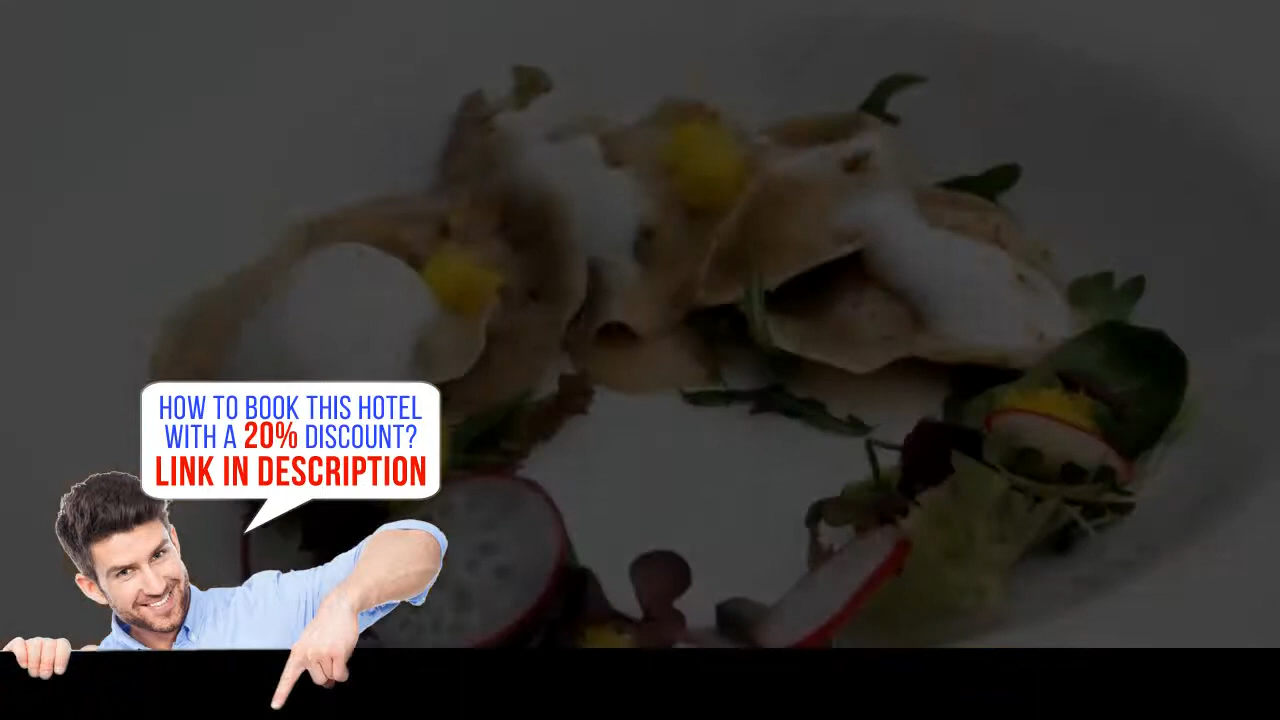 HOW TO BOOK THIS HOTEL
WITH A 20% DISCOUNT?
LINK IN DESCRIPTION